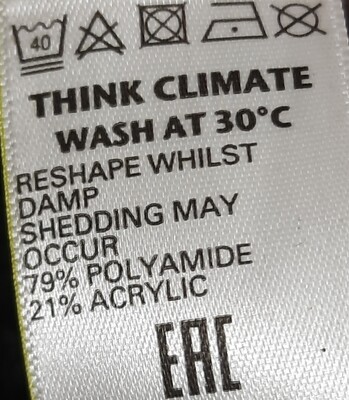 40
THINK CLIMATE
WASH AT 30°C
RESHAPE WHILST
DAMP
SHEDDING MAY
OCCUR
79% POLYAMIDE
21% ACRYLIC
EAC